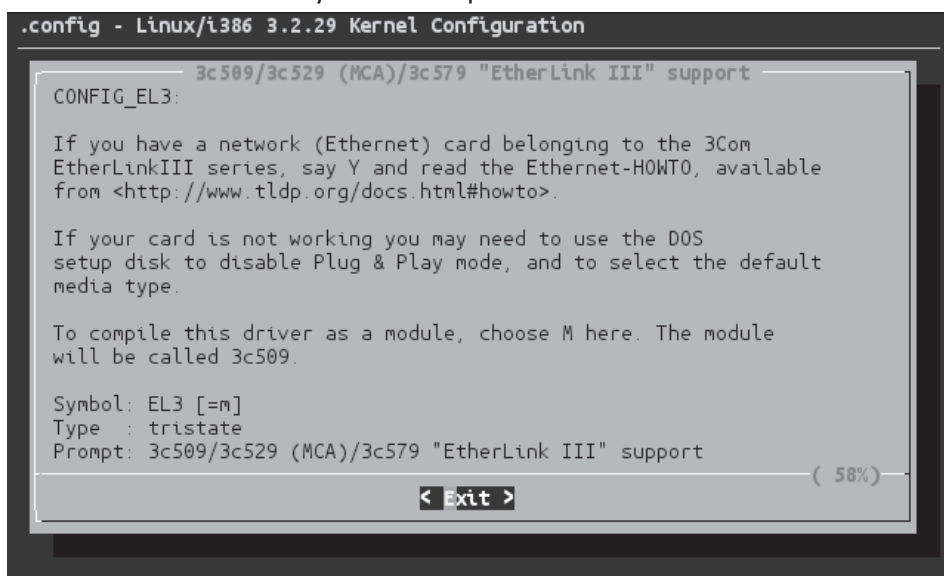 .config - Linux/i386 3.2.29 Kernel Configuration
3c509/3c529 (MCA)/3c579 "EtherLink III" support
CONFIG_EL3:
If you have a network (Ethernet) card belonging to the 3Com
EtherLinkIII series, say Y and read the Ethernet-HOWTO, available
from <http://www.tldp.org/docs.html#howto>.
If your card is not working you may need to use the DOS
setup disk to disable Plug & Play mode, and to select the default
media type.
To compile this driver as a module, choose M here. The module
will be called 3c509.
Symbol: EL3 [=m]
Type : tristate
Prompt: 3c509/3c529 (MCA)/3c579 "EtherLink III" support
( 58%)
< Exit >